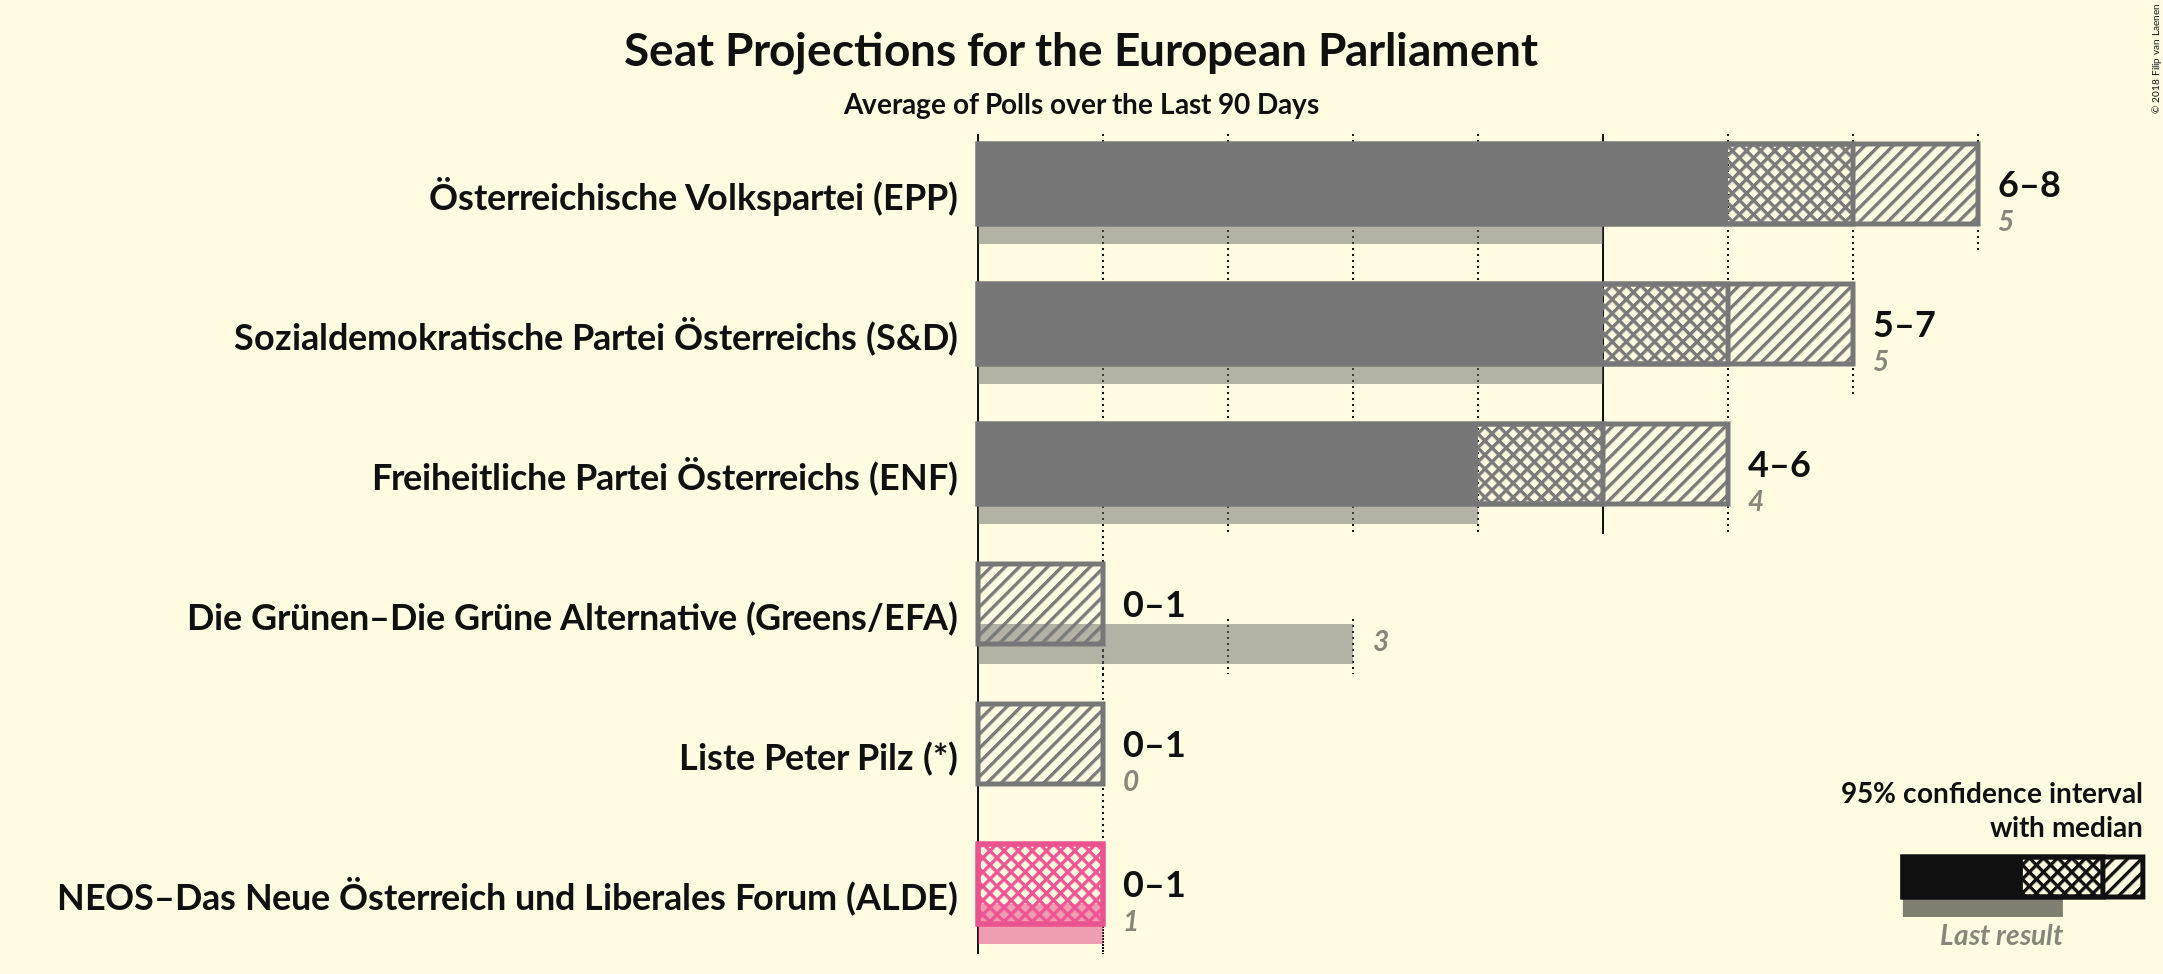 Seat Projections for the European Parliament
Average of Polls over the Last 90 Days
© 2018 Filip van Laenen
Österreichische Volkspartei (EPP)
6–8
5
Sozialdemokratische Partei Österreichs (S&D)
5–7
5
Freiheitliche Partei Österreichs (ENF)
4–6
4
Die Grünen–Die Grüne Alternative (Greens/EFA)
0–1
3
Liste Peter Pilz (*)
0–1
0
NEOS–Das Neue Österreich und Liberales Forum (ALDE)
0–1
1
95% confidence interval
with median
Last result